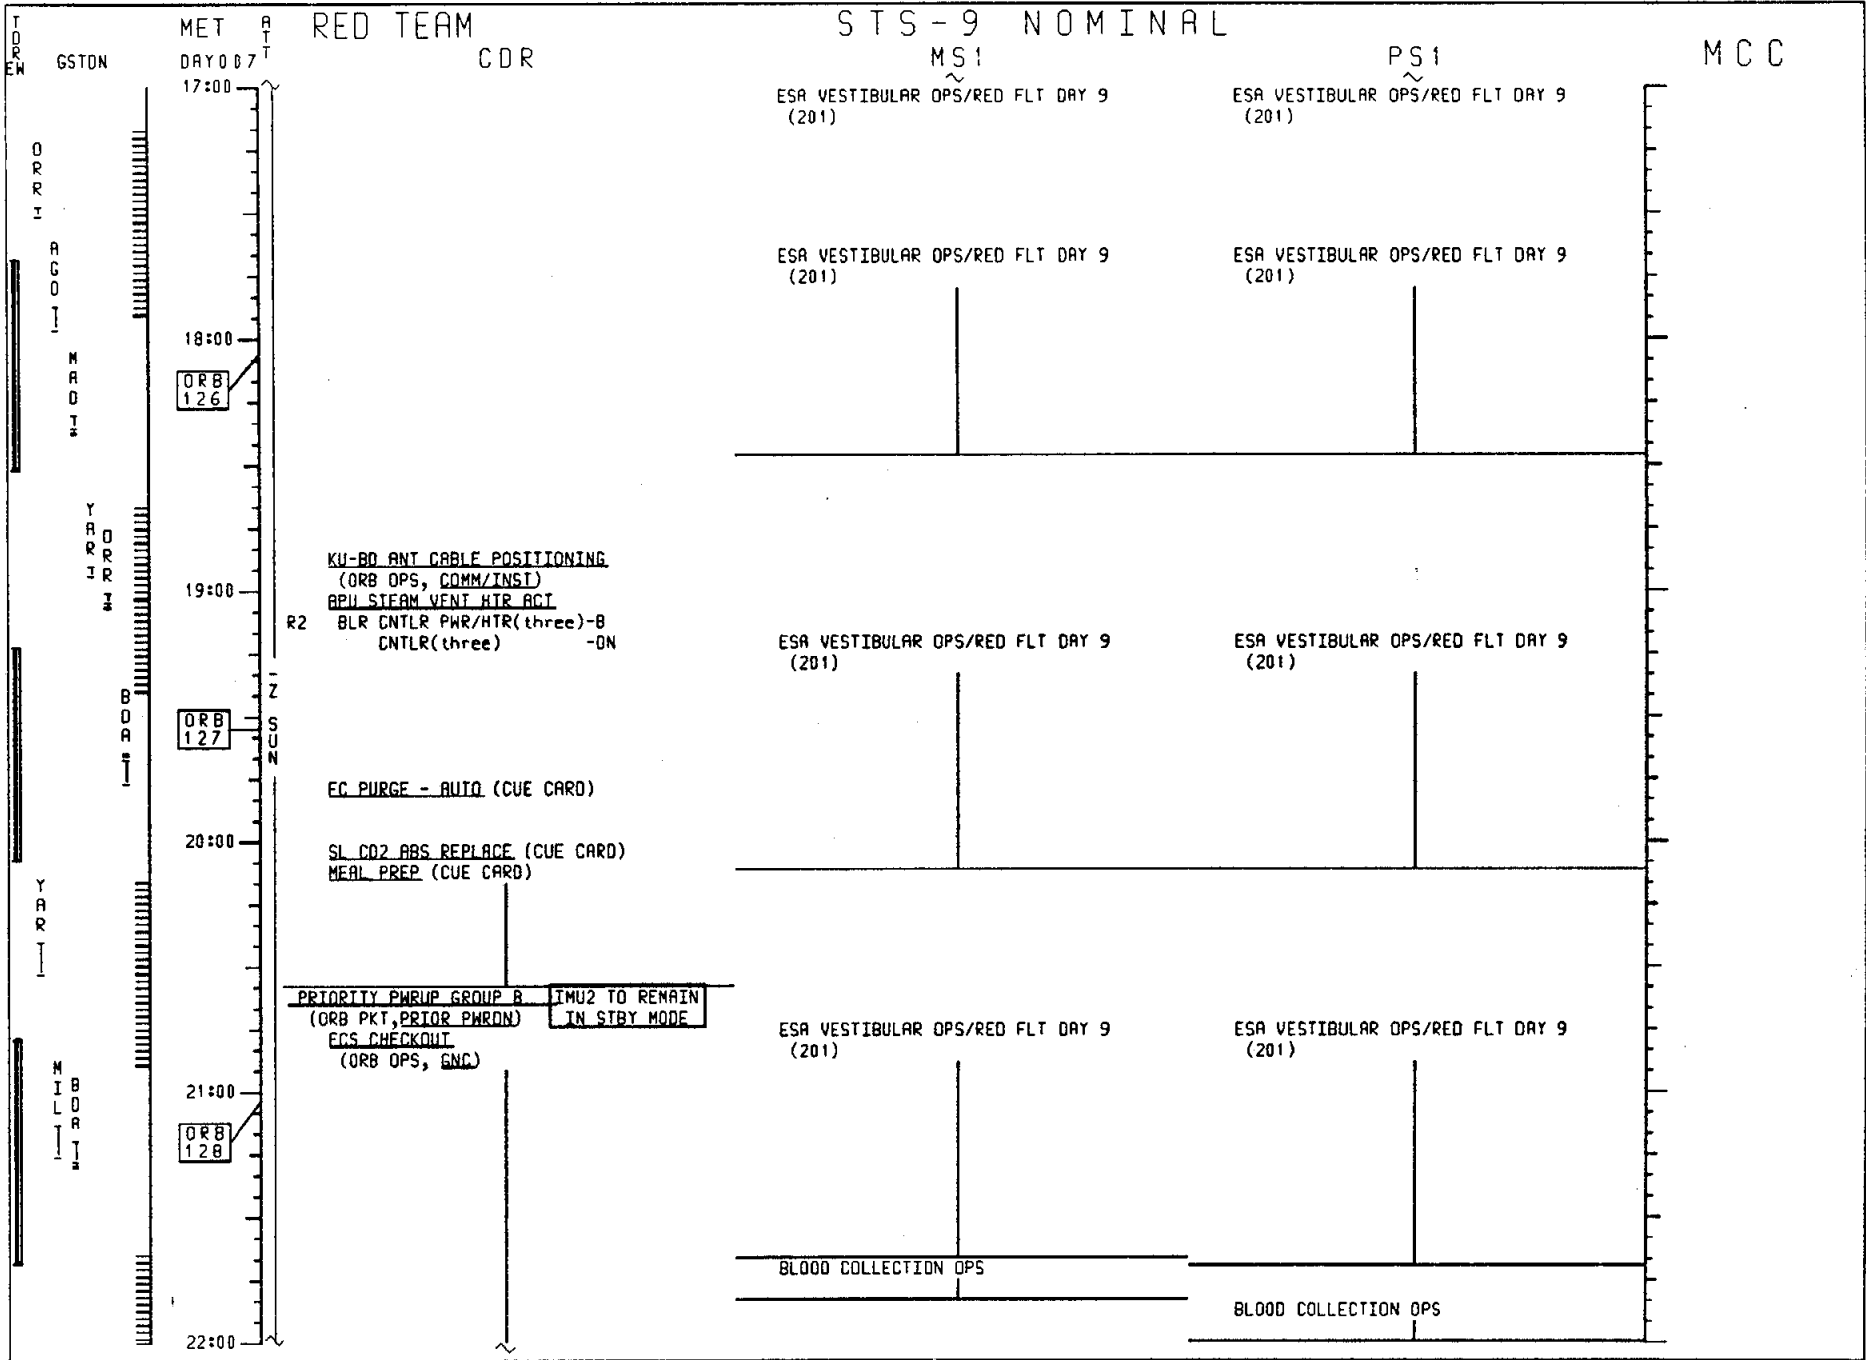 TDREW
GSTDN
MET
DAY007
ATT
RED TEAM
CDR
STS-9 NOMINAL
MS1
PS1
MCC
17:00
ESA VESTIBULAR OPS/RED FLT DAY 9
(201)
ESA VESTIBULAR OPS/RED FLT DAY 9
(201)
ORR I
AGO I
ESA VESTIBULAR OPS/RED FLT DAY 9
(201)
ESA VESTIBULAR OPS/RED FLT DAY 9
(201)
18:00
MAD
ORB
126
YAR I
ORR
KU-BD ANT CABLE POSITIONING
(ORB OPS, COMM/INST)
19:00
APU STEAM VENT HTR ACT
R2 BLR CNTLR PWR/HTR(three)-B
CNTLR(three) -ON
ESA VESTIBULAR OPS/RED FLT DAY 9
(201)
ESA VESTIBULAR OPS/RED FLT DAY 9
(201)
-Z SUN
BDA
ORB
127
FC PURGE - AUTO (CUE CARD)
20:00
SL CO2 ABS REPLACE (CUE CARD)
MEAL PREP (CUE CARD)
YAR I
PRIORITY PWRUP GROUP B
IMU2 TO REMAIN
IN STBY MODE
(ORB PKT,PRIOR PWRDN)
FCS CHECKOUT
(ORB OPS, GNC)
ESA VESTIBULAR OPS/RED FLT DAY 9
(201)
ESA VESTIBULAR OPS/RED FLT DAY 9
(201)
MIL I
BDA
21:00
ORB
128
BLOOD COLLECTION OPS
BLOOD COLLECTION OPS
22:00